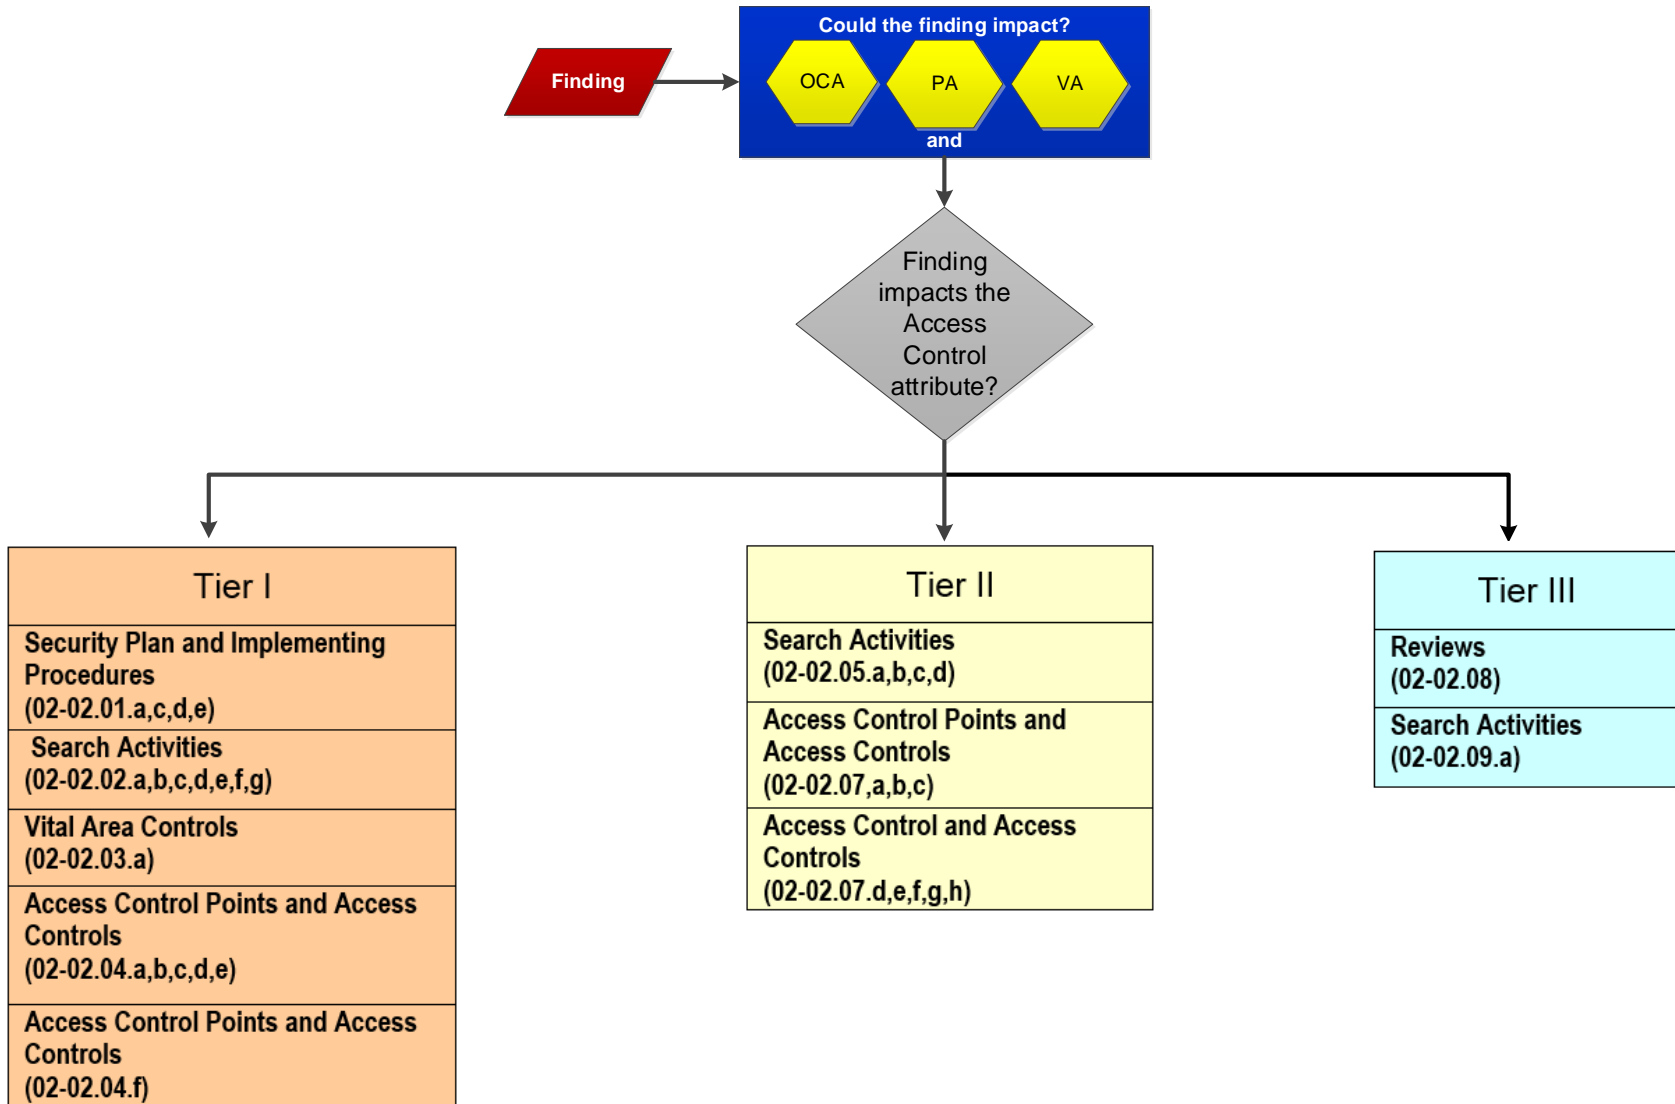 Could the finding impact?
Finding
OCA
PA
VA
and
Finding
impacts the
Access
Control
attribute?
Tier I
Security Plan and Implementing
Procedures
(02-02.01.a,c,d,e)
Search Activities
(02-02.02.a,b,c,d,e,f,g)
Vital Area Controls
(02-02.03.a)
Access Control Points and Access
Controls
(02-02.04.a,b,c,d,e)
Access Control Points and Access
Controls
(02-02.04.f)
Tier II
Search Activities
(02-02.05.a,b,c,d)
Access Control Points and
Access Controls
(02-02.07,a,b,c)
Access Control and Access
Controls
(02-02.07.d,e,f,g,h)
Tier III
Reviews
(02-02.08)
Search Activities
(02-02.09.a)